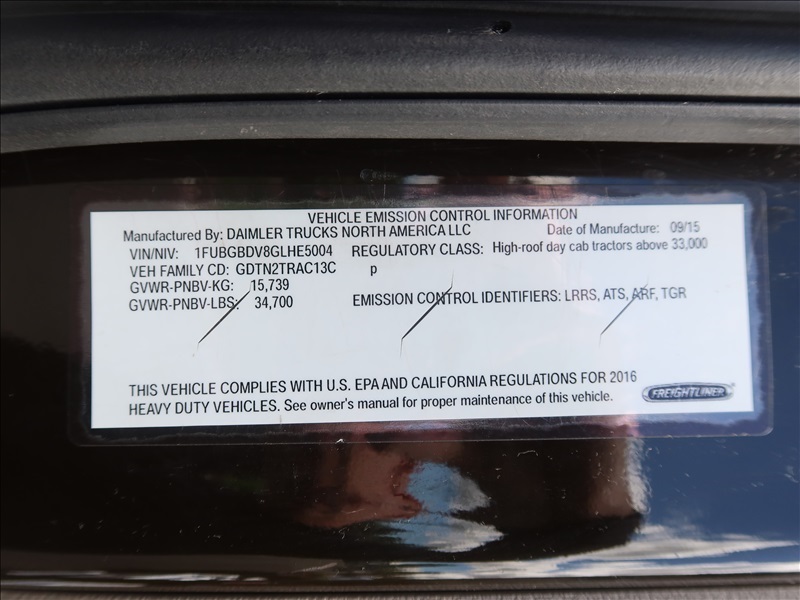 VEHICLE EMISSION CONTROL INFORMATION
Manufactured By: DAIMLER TRUCKS NORTH AMERICA LLC Date of Manufacture: 09/15
VIN/NIV: 1FUBGBDV8GLHE5004 REGULATORY CLASS: High-roof day cab tractors above 33,000
VEH FAMILY CD: GDTN2TRAC13C p
GVWR-PNBV-KG: 15,739
GVWR-PNBV-LBS: 34,700 EMISSION CONTROL IDENTIFIERS: LRRS, ATS, ARF, TGR
THIS VEHICLE COMPLIES WITH U.S. EPA AND CALIFORNIA REGULATIONS FOR 2016
HEAVY DUTY VEHICLES. See owner's manual for proper maintenance of this vehicle.
FREIGHTLINER